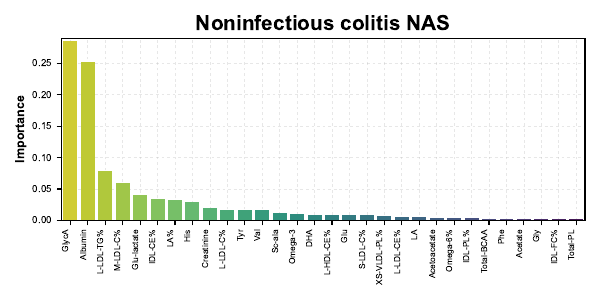 Noninfectious colitis NAS
Importance
0.25
0.20
0.15
0.10
0.05
0.00
GlycA
Albumin
L-LDL-TG%
M-LDL-C%
Glu-lactate
IDL-CE%
LA%
His
Creatinine
L-LDL-C%
Tyr
Val
Sc-ala
Omega-3
DHA
L-HDL-CE%
Glu
S-LDL-C%
XS-VLDL-PL%
L-LDL-CE%
LA
Acetoacetate
Omega-6%
IDL-PL%
Total-BCAA
Phe
Acetate
Gly
IDL-FC%
Total-PL